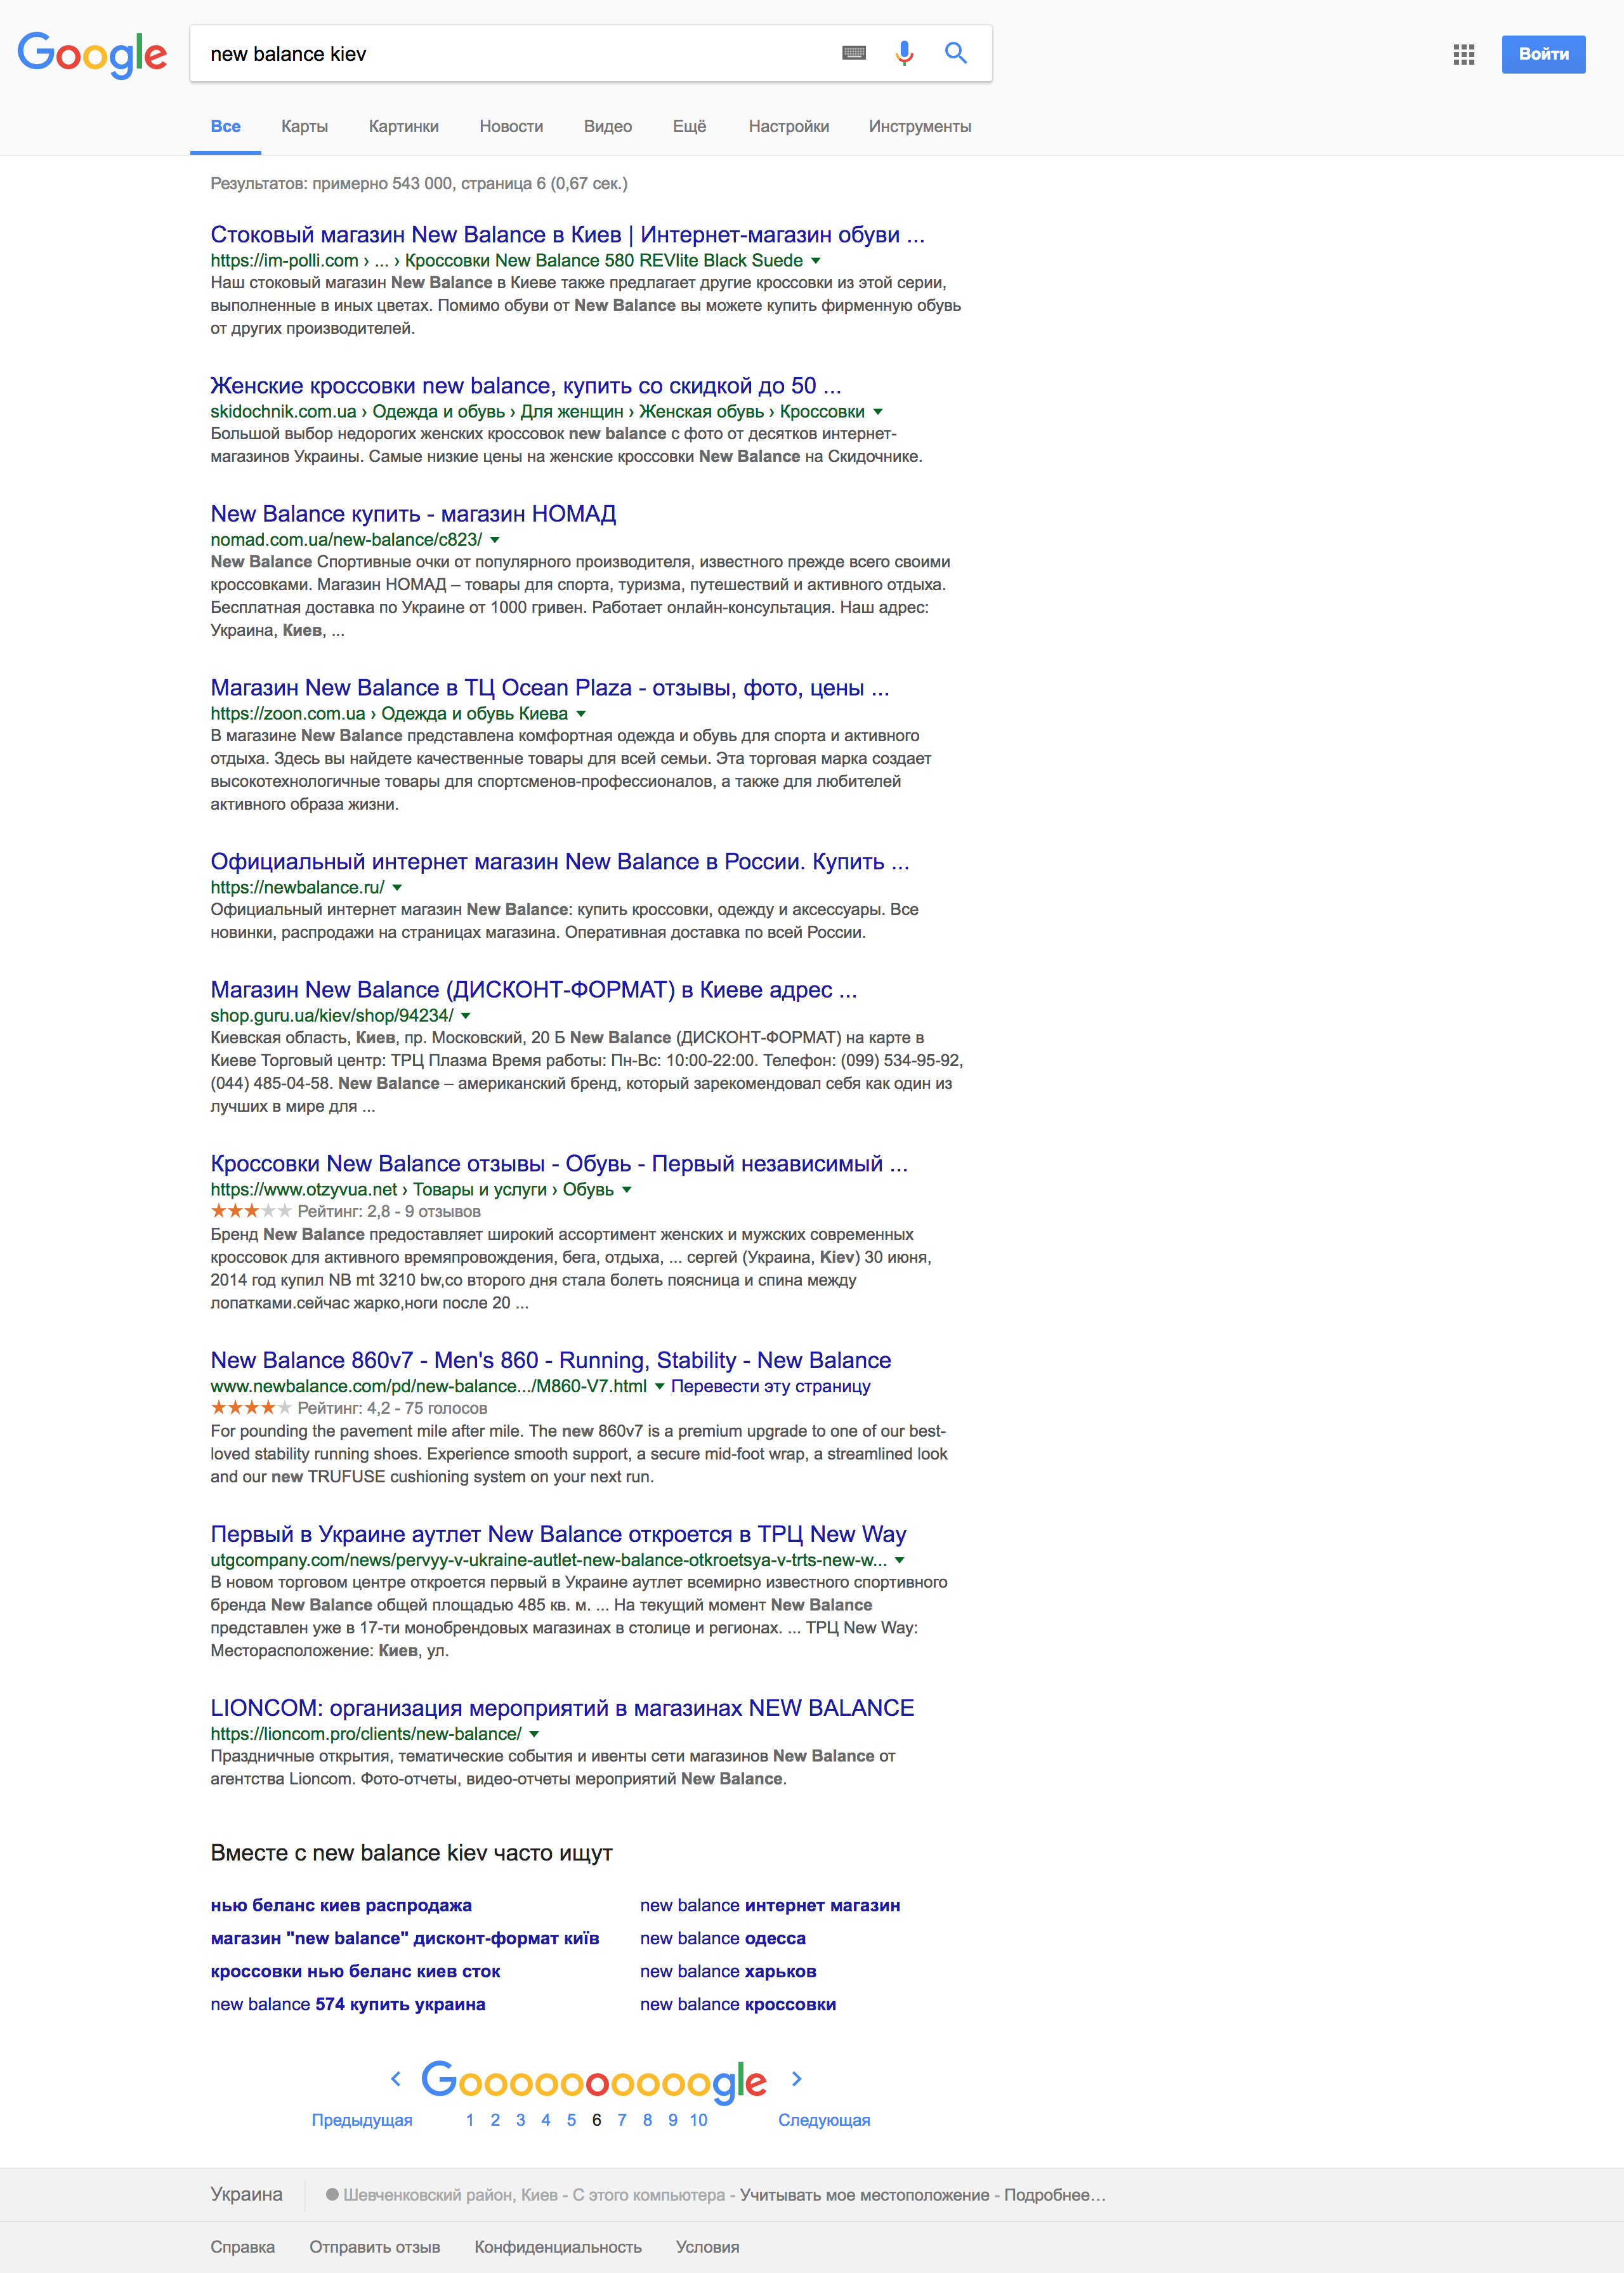 Google
new balance kiev
Войти
Все Карты Картинки Новости Видео Ещё Настройки Инструменты
Результатов: примерно 543 000, страница 6 (0,67 сек.)
Стоковый магазин New Balance в Киев | Интернет-магазин обуви ...
https://im-polli.com › ... › Кроссовки New Balance 580 REVlite Black Suede
Наш стоковый магазин New Balance в Киеве также предлагает другие кроссовки из этой серии,
выполненные в иных цветах. Помимо обуви от New Balance вы можете купить фирменную обувь
от других производителей.
Женские кроссовки new balance, купить со скидкой до 50 ...
skidochnik.com.ua › Одежда и обувь › Для женщин › Женская обувь › Кроссовки
Большой выбор недорогих женских кроссовок new balance с фото от десятков интернет-
магазинов Украины. Самые низкие цены на женские кроссовки New Balance на Скидочнике.
New Balance купить - магазин НОМАД
nomad.com.ua/new-balance/c823/
New Balance Спортивные очки от популярного производителя, известного прежде всего своими
кроссовками. Магазин НОМАД – товары для спорта, туризма, путешествий и активного отдыха.
Бесплатная доставка по Украине от 1000 гривен. Работает онлайн-консультация. Наш адрес:
Украина, Киев, ...
Магазин New Balance в ТЦ Ocean Plaza - отзывы, фото, цены ...
https://zoon.com.ua › Одежда и обувь Киева
В магазине New Balance представлена комфортная одежда и обувь для спорта и активного
отдыха. Здесь вы найдете качественные товары для всей семьи. Эта торговая марка создает
высокотехнологичные товары для спортсменов-профессионалов, а также для любителей
активного образа жизни.
Официальный интернет магазин New Balance в России. Купить ...
https://newbalance.ru/
Официальный интернет магазин New Balance: купить кроссовки, одежду и аксессуары. Все
новинки, распродажи на страницах магазина. Оперативная доставка по всей России.
Магазин New Balance (ДИСКОНТ-ФОРМАТ) в Киеве адрес ...
shop.guru.ua/kiev/shop/94234/
Киевская область, Киев, пр. Московский, 20 Б New Balance (ДИСКОНТ-ФОРМАТ) на карте в
Киеве Торговый центр: ТРЦ Плазма Время работы: Пн-Вс: 10:00-22:00. Телефон: (099) 534-95-92,
(044) 485-04-58. New Balance – американский бренд, который зарекомендовал себя как один из
лучших в мире для ...
Кроссовки New Balance отзывы - Обувь - Первый независимый ...
https://www.otzyvua.net › Товары и услуги › Обувь
Рейтинг: 2,8 - 9 отзывов
Бренд New Balance предоставляет широкий ассортимент женских и мужских современных
кроссовок для активного времяпровождения, бега, отдыха, ... сергей (Украина, Kiev) 30 июня,
2014 год купил NB mt 3210 bw,со второго дня стала болеть поясница и спина между
лопатками.сейчас жарко,ноги после 20 ...
New Balance 860v7 - Men's 860 - Running, Stability - New Balance
www.newbalance.com/pd/new-balance.../M860-V7.html Перевести эту страницу
Рейтинг: 4,2 - 75 голосов
For pounding the pavement mile after mile. The new 860v7 is a premium upgrade to one of our best-
loved stability running shoes. Experience smooth support, a secure mid-foot wrap, a streamlined look
and our new TRUFUSE cushioning system on your next run.
Первый в Украине аутлет New Balance откроется в ТРЦ New Way
utgcompany.com/news/pervyy-v-ukraine-autlet-new-balance-otkroetsya-v-trts-new-w...
В новом торговом центре откроется первый в Украине аутлет всемирно известного спортивного
бренда New Balance общей площадью 485 кв. м. ... На текущий момент New Balance
представлен уже в 17-ти монобрендовых магазинах в столице и регионах. ... ТРЦ New Way:
Месторасположение: Киев, ул.
LIONCOM: организация мероприятий в магазинах NEW BALANCE
https://lioncom.pro/clients/new-balance/
Праздничные открытия, тематические события и ивенты сети магазинов New Balance от
агентства Lioncom. Фото-отчеты, видео-отчеты мероприятий New Balance.
Вместе с new balance kiev часто ищут
нью беланс киев распродажа new balance интернет магазин
магазин "new balance" дисконт-формат київ new balance одесса
кроссовки нью беланс киев сток new balance харьков
new balance 574 купить украина new balance кроссовки
Goooooooooogle
Предыдущая 1 2 3 4 5 6 7 8 9 10 Следующая
Украина Шевченковский район, Киев - С этого компьютера - Учитывать мое местоположение - Подробнее…
Справка Отправить отзыв Конфиденциальность Условия